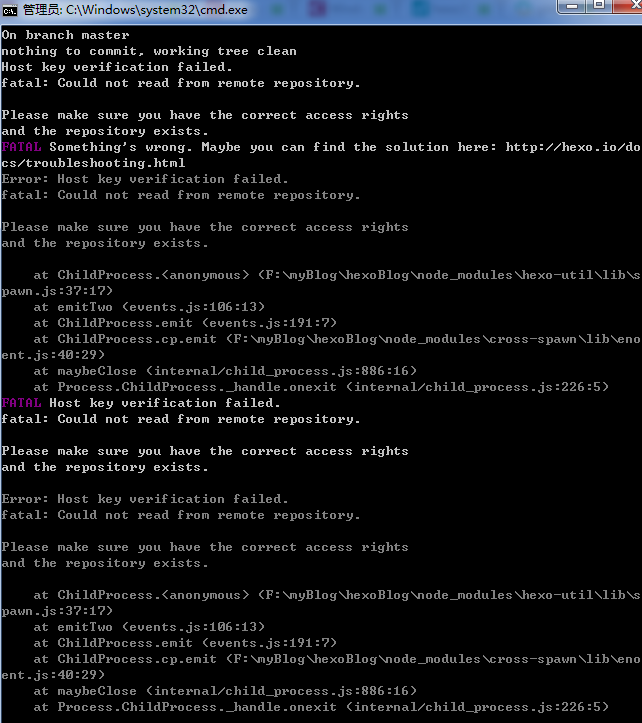 管理员: C:\Windows\system32\cmd.exe
On branch master
nothing to commit, working tree clean
Host key verification failed.
fatal: Could not read from remote repository.
Please make sure you have the correct access rights
and the repository exists.
FATAL Something's wrong. Maybe you can find the solution here: http://hexo.io/do
cs/troubleshooting.html
Error: Host key verification failed.
fatal: Could not read from remote repository.
Please make sure you have the correct access rights
and the repository exists.
at ChildProcess.<anonymous> (F:\myBlog\hexoBlog\node_modules\hexo-util\lib\s
pawn.js:37:17)
at emitTwo (events.js:106:13)
at ChildProcess.emit (events.js:191:7)
at ChildProcess.cp.emit (F:\myBlog\hexoBlog\node_modules\cross-spawn\lib\eno
ent.js:40:29)
at maybeClose (internal/child_process.js:886:16)
at Process.ChildProcess._handle.onexit (internal/child_process.js:226:5)
FATAL Host key verification failed.
fatal: Could not read from remote repository.
Please make sure you have the correct access rights
and the repository exists.
Error: Host key verification failed.
fatal: Could not read from remote repository.
Please make sure you have the correct access rights
and the repository exists.
at ChildProcess.<anonymous> (F:\myBlog\hexoBlog\node_modules\hexo-util\lib\s
pawn.js:37:17)
at emitTwo (events.js:106:13)
at ChildProcess.emit (events.js:191:7)
at ChildProcess.cp.emit (F:\myBlog\hexoBlog\node_modules\cross-spawn\lib\eno
ent.js:40:29)
at maybeClose (internal/child_process.js:886:16)
at Process.ChildProcess._handle.onexit (internal/child_process.js:226:5)